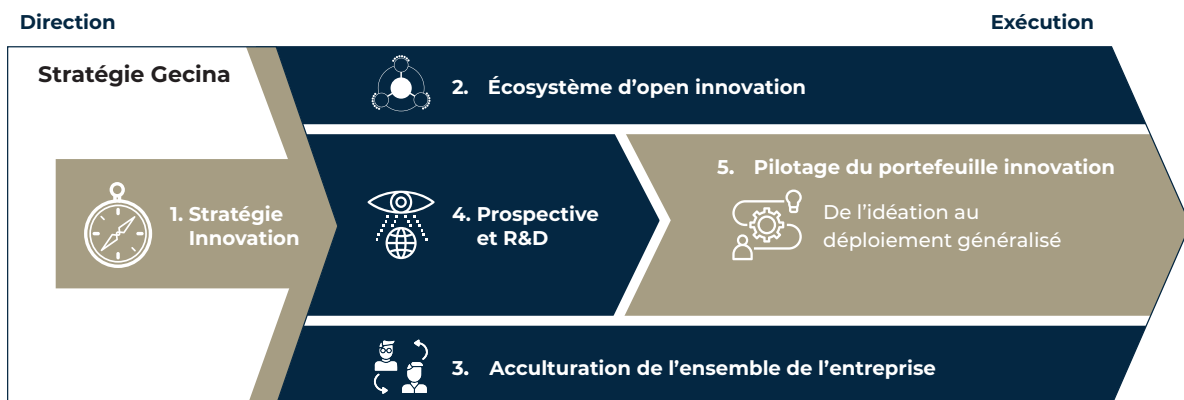 Direction
Exécution
Stratégie Gecina
2. Écosystème d’open innovation
1. Stratégie
Innovation
4. Prospective
et R&D
5. Pilotage du portefeuille innovation
De l’idéation au
déploiement généralisé
3. Acculturation de l’ensemble de l’entreprise